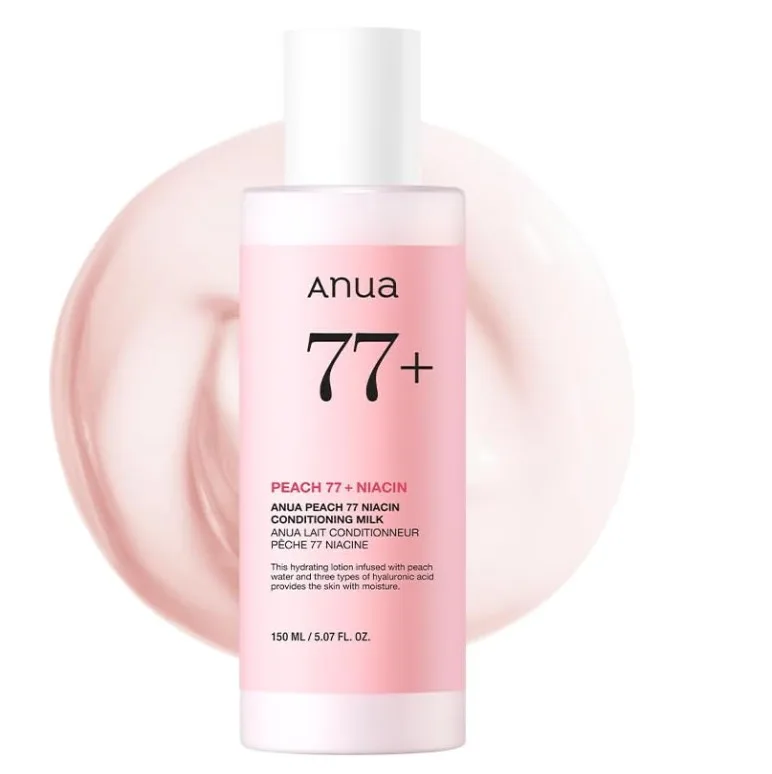 Anua
77+
PEACH 77 + NIACIN
ANUA PEACH 77 NIACIN
CONDITIONING MILK
ANUA LAIT CONDITIONNEUR
PÊCHE 77 NIACINE
This hydrating lotion infused with peach
water and three types of hyaluronic acid
provides the skin with moisture.
150 ML / 5.07 FL. OZ.